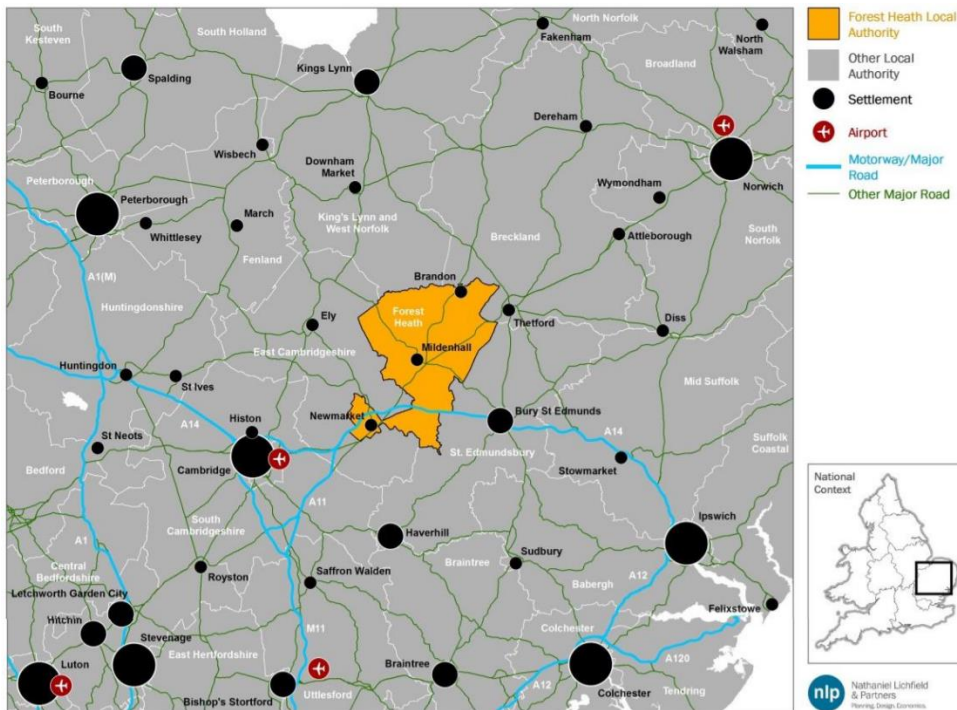 South
Kesteven
South Holland
North Norfolk
Fakenham
North
Walsham
Broadland
Spalding
Kings Lynn
Bourne
Dereham
Wisbech
Downham
Market
Norwich
Wymondham
Peterborough
Peterborough
Whittlesey
March
King's Lynn and
West Norfolk
Breckland
Attleborough
South
Norfolk
Fenland
A1(M)
Brandon
Huntingdonshire
Forest
Heath
Ely
Thetford
Diss
East Cambridgeshire
Mildenhall
Huntingdon
St Ives
Mid Suffolk
Newmarket
Bury St Edmunds
Histon
A14
St Neots
A14
Suffolk
Coastal
St. Edmundsbury
Cambridge
Stowmarket
Bedford
A11
South
Cambridgeshire
Haverhill
Ipswich
A1
Central
Bedfordshire
Royston
Saffron Walden
Braintree
Sudbury
Babergh
A12
Letchworth Garden City
Felixstowe
Hitchin
Stevenage
M11
Colchester
East Hertfordshire
A120
Luton
Braintree
Uttlesford
A12
Tendring
Bishop's Stortford
Colchester
Forest Heath Local
Authority
Other Local
Authority
Settlement
Airport
Motorway/Major
Road
Other Major Road
National
Context
nlp
Nathaniel Lichfield
& Partners
Planning. Design. Economics.